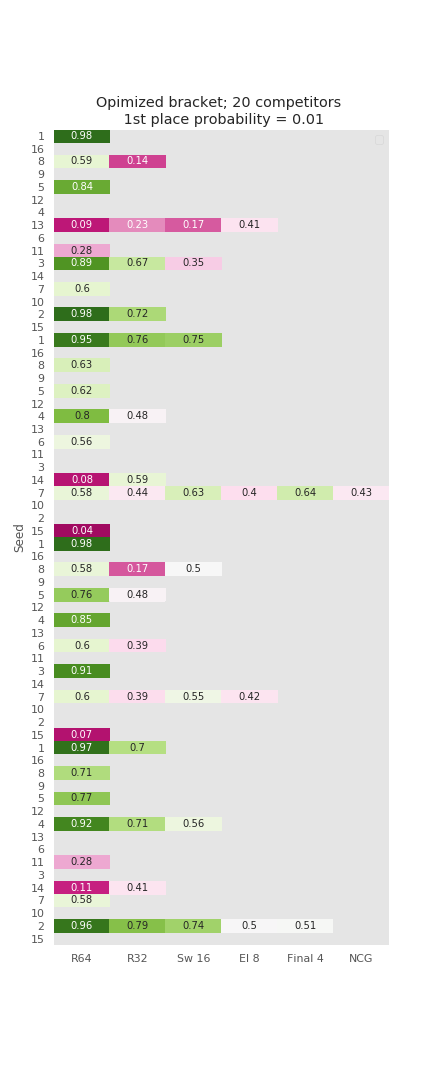 Opimized bracket; 20 competitors
1st place probability = 0.01
1 0.98
16
8 0.59 0.14
9
5 0.84
12
4
13 0.09 0.23 0.17 0.41
6
11 0.28
3 0.89 0.67 0.35
14
7 0.6
10
2 0.98 0.72
15
1 0.95 0.76 0.75
16
8 0.63
9
5 0.62
12
4 0.8 0.48
13
6 0.56
11
3
14 0.08 0.59
7 0.58 0.44 0.63 0.4 0.64 0.43
10
2
15 0.04
Seed
1 0.98
16
8 0.58 0.17 0.5
9
5 0.76 0.48
12
4 0.85
13
6 0.6 0.39
11
3 0.91
14
7 0.6 0.39 0.55 0.42
10
2
15 0.07
1 0.97 0.7
16
8 0.71
9
5 0.77
12
4 0.92 0.71 0.56
13
6
11 0.28
3
14 0.11 0.41
7 0.58
10
2 0.96 0.79 0.74 0.5 0.51
15
R64 R32 Sw 16 El 8 Final 4 NCG